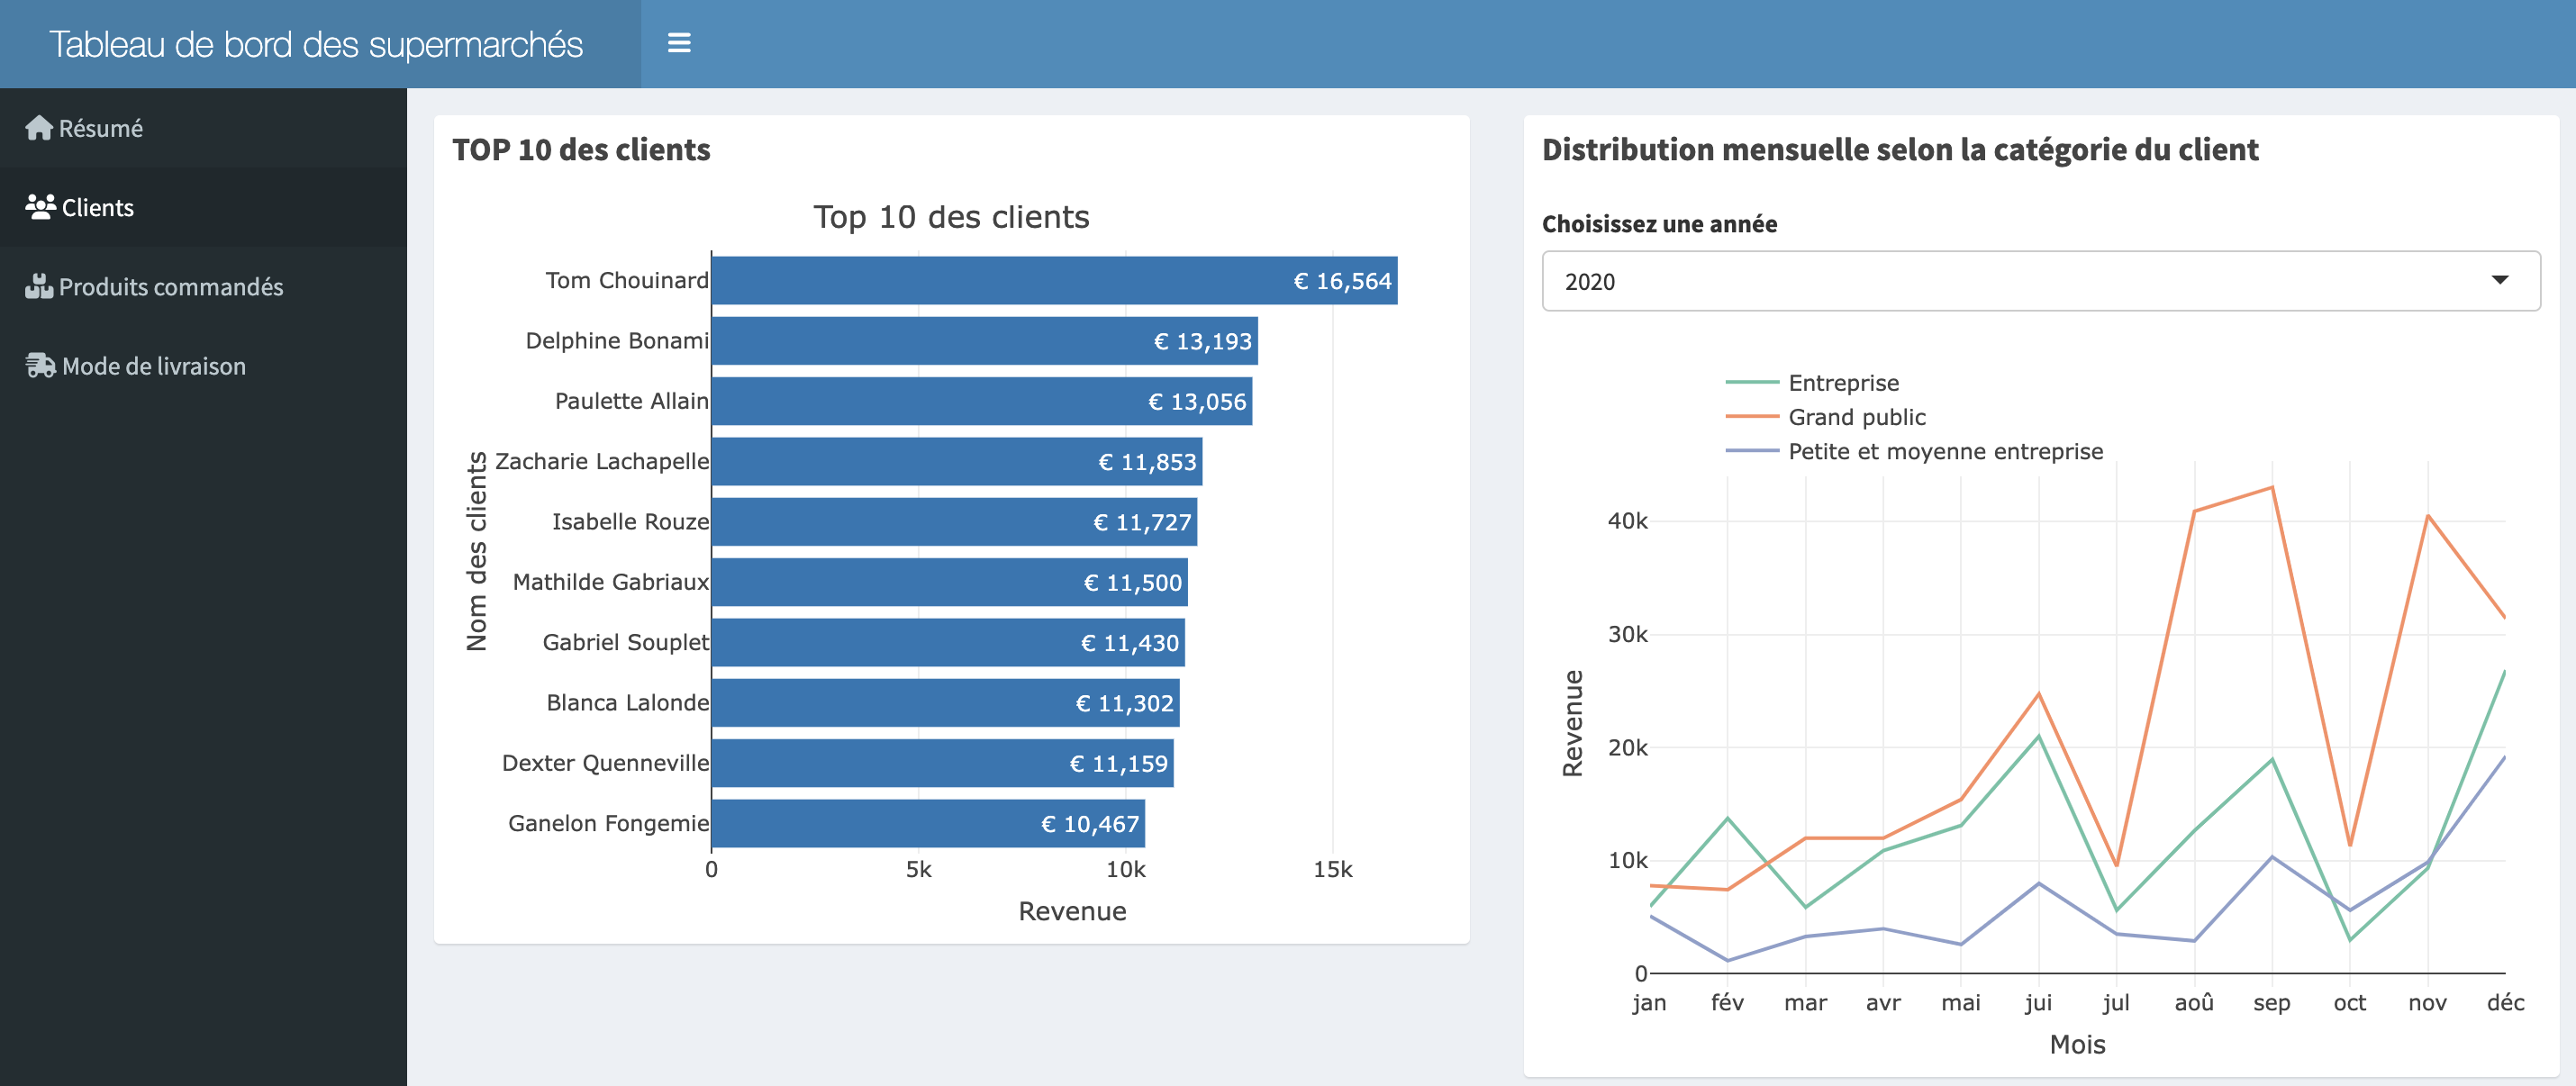 Tableau de bord des supermarchés
Résumé
Clients
Produits commandés
Mode de livraison
TOP 10 des clients
Top 10 des clients
Nom des clients
Tom Chouinard € 16,564
Delphine Bonami € 13,193
Paulette Allain € 13,056
Zacharie Lachapelle € 11,853
Isabelle Rouze € 11,727
Mathilde Gabriaux € 11,500
Gabriel Souplet € 11,430
Blanca Lalonde € 11,302
Dexter Quenneville € 11,159
Ganelon Fongemie € 10,467
0 5k 10k 15k
Revenue
Distribution mensuelle selon la catégorie du client
Choisissez une année
2020
Entreprise
Grand public
Petite et moyenne entreprise
Revenue
40k
30k
20k
10k
0
jan fév mar avr mai jui jul aoû sep oct nov déc
Mois